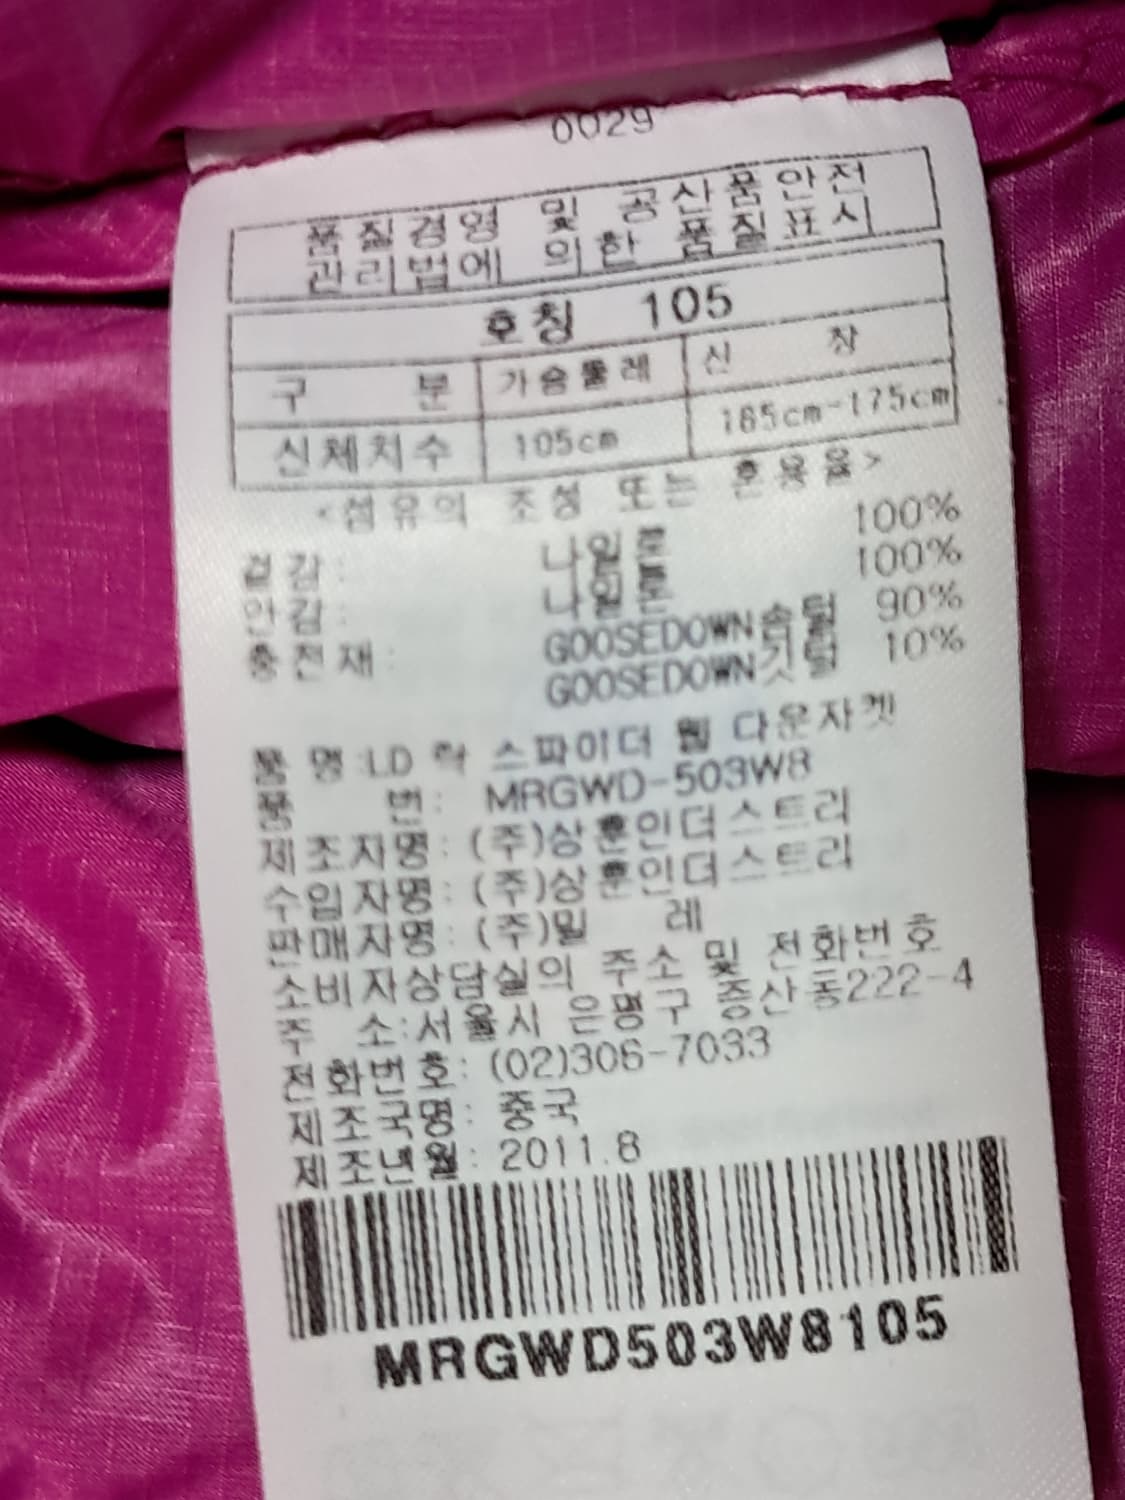 0029
품질경영 및 공산품안전
관리법에 의한 품질표시
호칭 105
구 분 가슴둘레 신 장
신체치수 105cm 165cm-175cm
<섬유의 조성 또는 혼용율>
겉감: 나일론 100%
안감: 나일론 100%
충전재: GOOSEDOWN솜털 90%
GOOSEDOWN깃털 10%
품 명:LD 락 스파이더 웹 다운자켓
품 번: MRGWD-503W8
제조자명: (주)상훈인더스트리
수입자명: (주)상훈인더스트리
판매자명: (주)밀 레
소비자상담실의 주소 및 전화번호
주 소:서울시 은평구 증산동222-4
전화번호: (02)306-7033
제조국명: 중국
제조년월: 2011.8
MRGWD503W8105